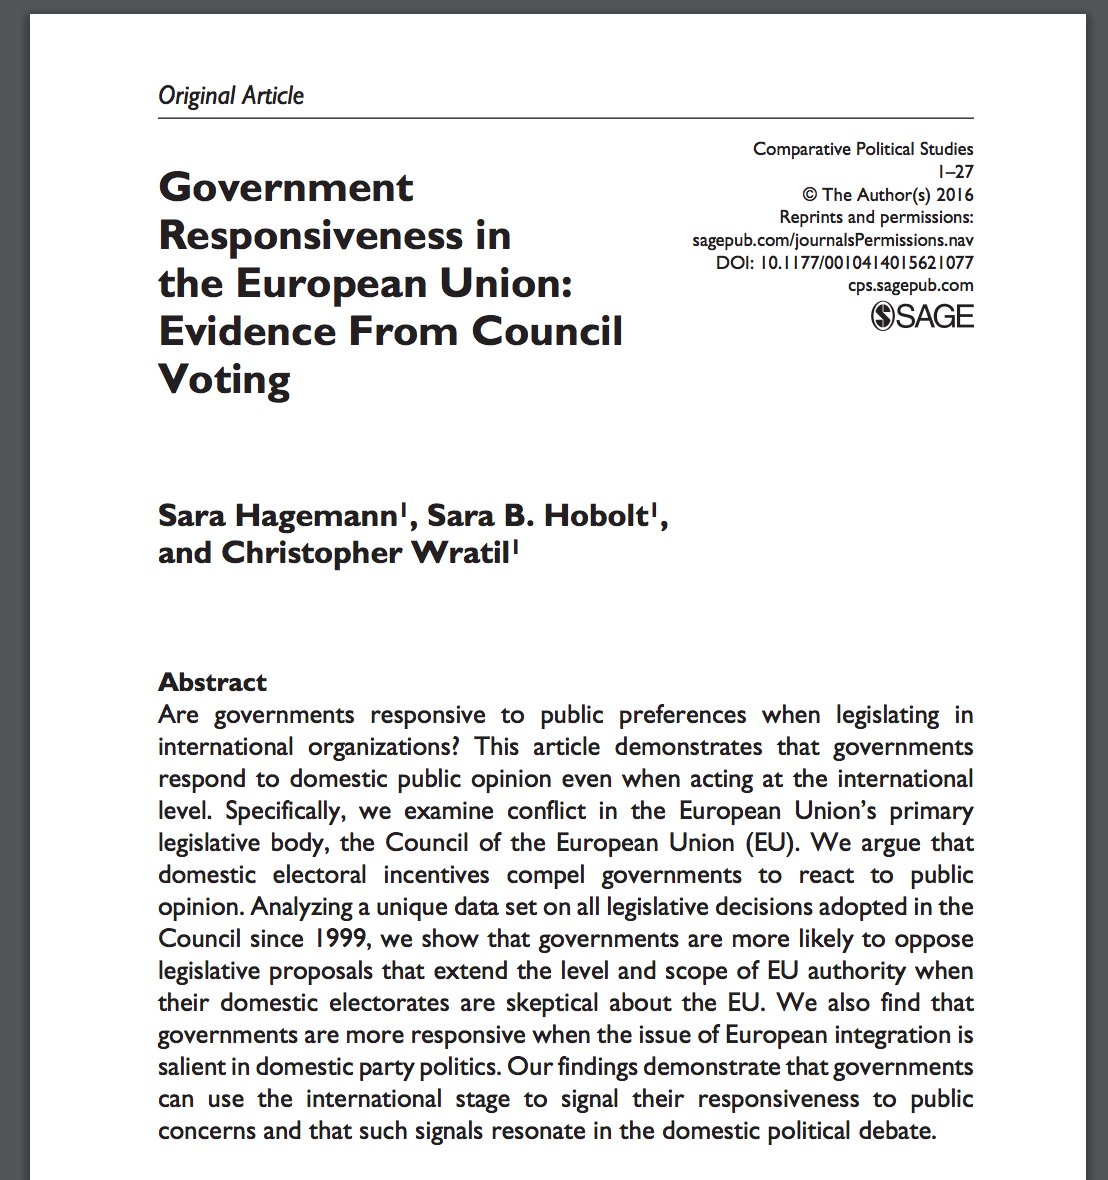 Original Article
Comparative Political Studies
1–27
© The Author(s) 2016
Reprints and permissions:
sagepub.com/journalsPermissions.nav
DOI: 10.1177/0010414015621077
cps.sagepub.com
SAGE
Government
Responsiveness in
the European Union:
Evidence From Council
Voting
Sara Hagemann¹, Sara B. Hobolt¹,
and Christopher Wratil¹
Abstract
Are governments responsive to public preferences when legislating in
international organizations? This article demonstrates that governments
respond to domestic public opinion even when acting at the international
level. Specifically, we examine conflict in the European Union’s primary
legislative body, the Council of the European Union (EU). We argue that
domestic electoral incentives compel governments to react to public
opinion. Analyzing a unique data set on all legislative decisions adopted in the
Council since 1999, we show that governments are more likely to oppose
legislative proposals that extend the level and scope of EU authority when
their domestic electorates are skeptical about the EU. We also find that
governments are more responsive when the issue of European integration is
salient in domestic party politics. Our findings demonstrate that governments
can use the international stage to signal their responsiveness to public
concerns and that such signals resonate in the domestic political debate.